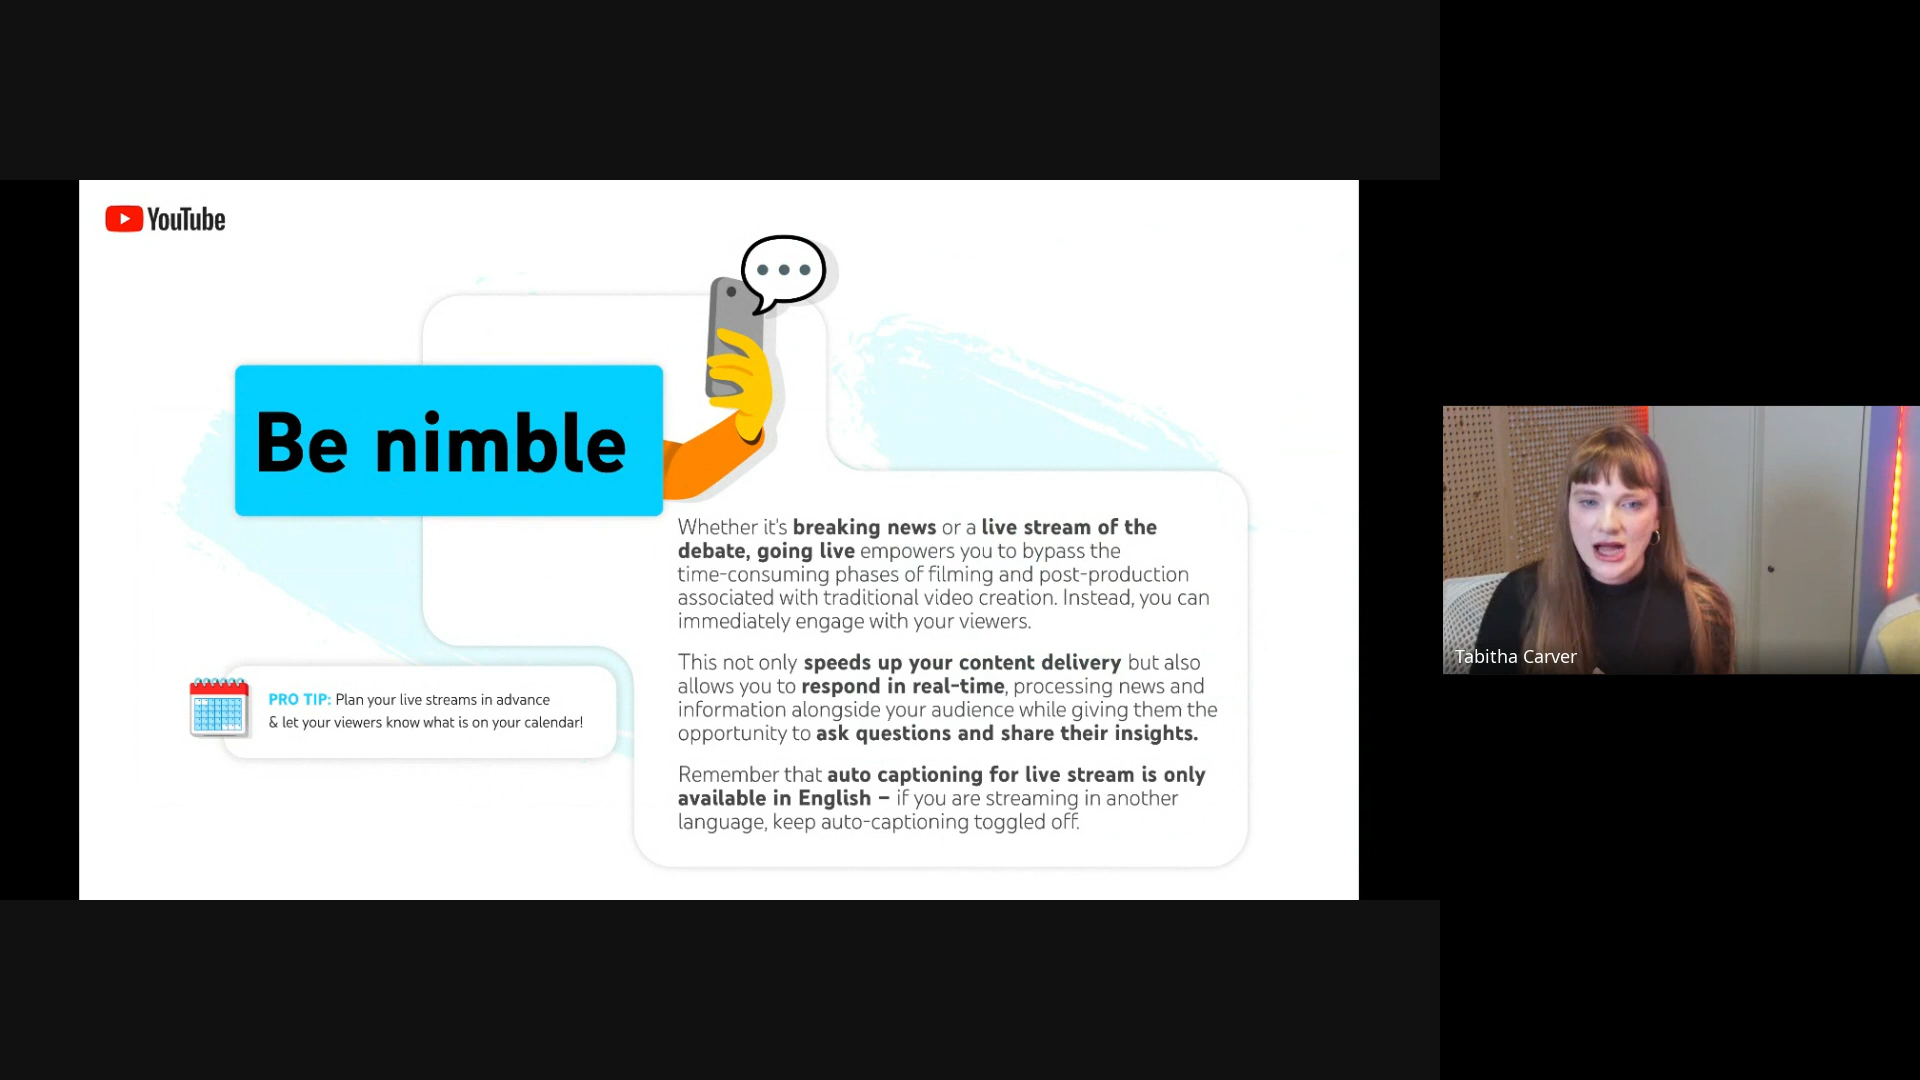 YouTube
Be nimble
Whether it's breaking news or a live stream of the
debate, going live empowers you to bypass the
time-consuming phases of filming and post-production
associated with traditional video creation. Instead, you can
immediately engage with your viewers.
This not only speeds up your content delivery but also
allows you to respond in real-time, processing news and
information alongside your audience while giving them the
opportunity to ask questions and share their insights.
Remember that auto captioning for live stream is only
available in English – if you are streaming in another
language, keep auto-captioning toggled off.
PRO TIP: Plan your live streams in advance
& let your viewers know what is on your calendar!
Tabitha Carver